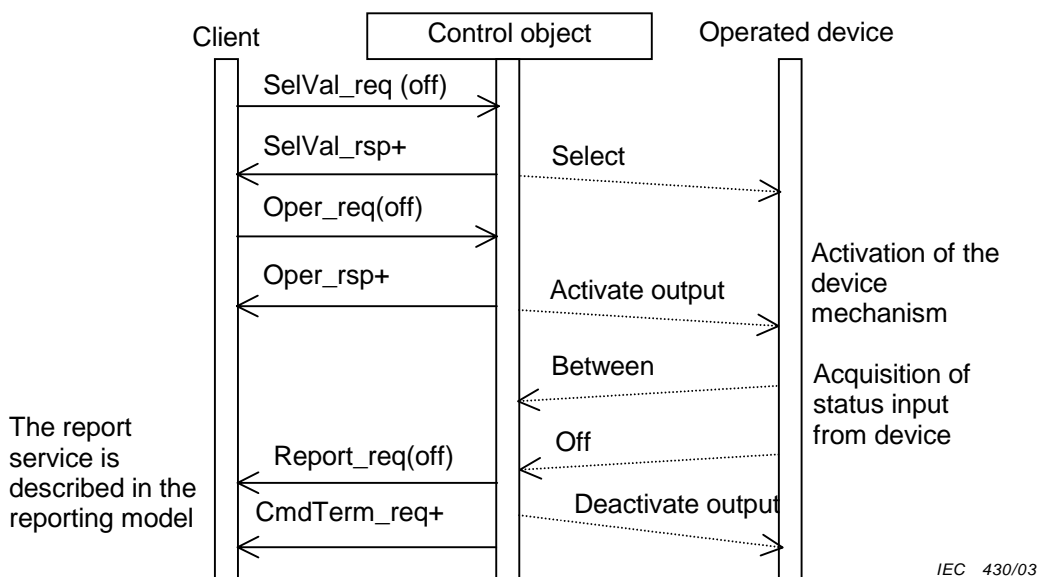 Client
Control object
Operated device
SelVal_req (off)
SelVal_rsp+
Select
Oper_req(off)
Oper_rsp+
Activate output
Activation of the
device
mechanism
Between
Acquisition of
status input
from device
Off
The report
service is
described in the
reporting model
Report_req(off)
CmdTerm_req+
Deactivate output
IEC 430/03